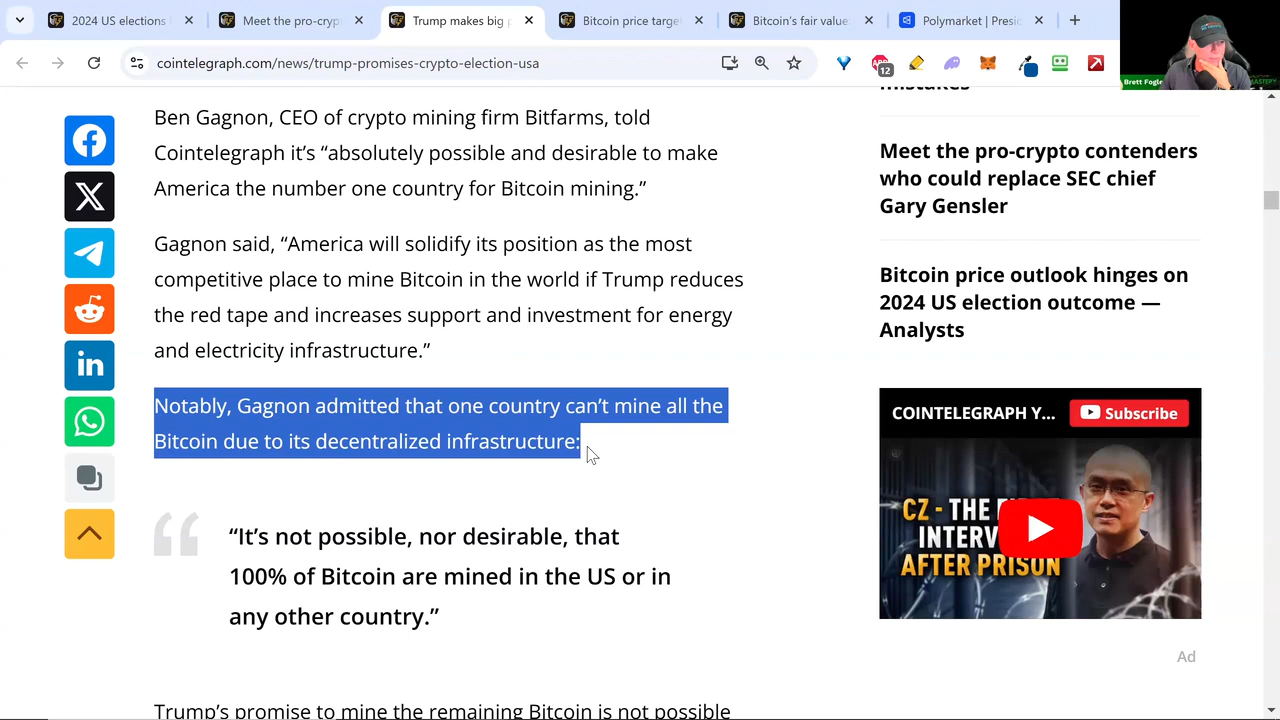 2024 US elections
Meet the pro-cryp
Trump makes big p
Bitcoin price targe
Bitcoin's fair value
Polymarket | Presid
cointelegraph.com/news/trump-promises-crypto-election-usa
12
Brett Fogle
MASTERY
Ben Gagnon, CEO of crypto mining firm Bitfarms, told
Cointelegraph it's “absolutely possible and desirable to make
America the number one country for Bitcoin mining.”
Gagnon said, “America will solidify its position as the most
competitive place to mine Bitcoin in the world if Trump reduces
the red tape and increases support and investment for energy
and electricity infrastructure.”
Notably, Gagnon admitted that one country can’t mine all the
Bitcoin due to its decentralized infrastructure:
“It’s not possible, nor desirable, that
100% of Bitcoin are mined in the US or in
any other country.”
Trump’s promise to mine the remaining Bitcoin is not possible
mistakes
Meet the pro-crypto contenders
who could replace SEC chief
Gary Gensler
Bitcoin price outlook hinges on
2024 US election outcome —
Analysts
COINTELEGRAPH Y...
Subscribe
CZ - THE
INTERV
AFTER PRISON
Ad